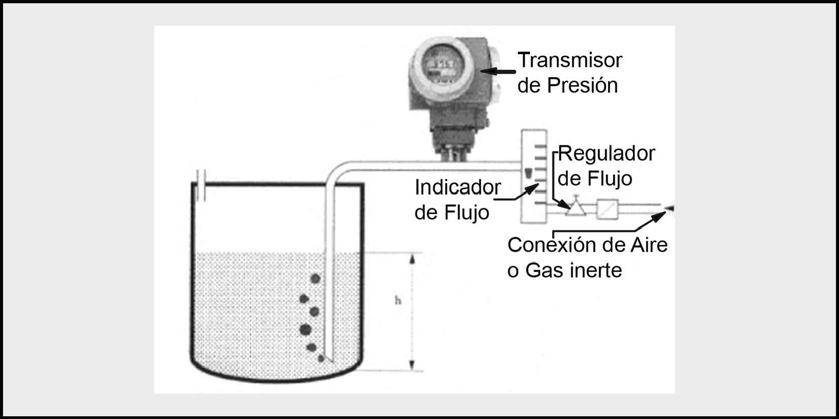 Transmisor
de Presión
Regulador
de Flujo
Indicador
de Flujo
Conexión de Aire
o Gas inerte
h